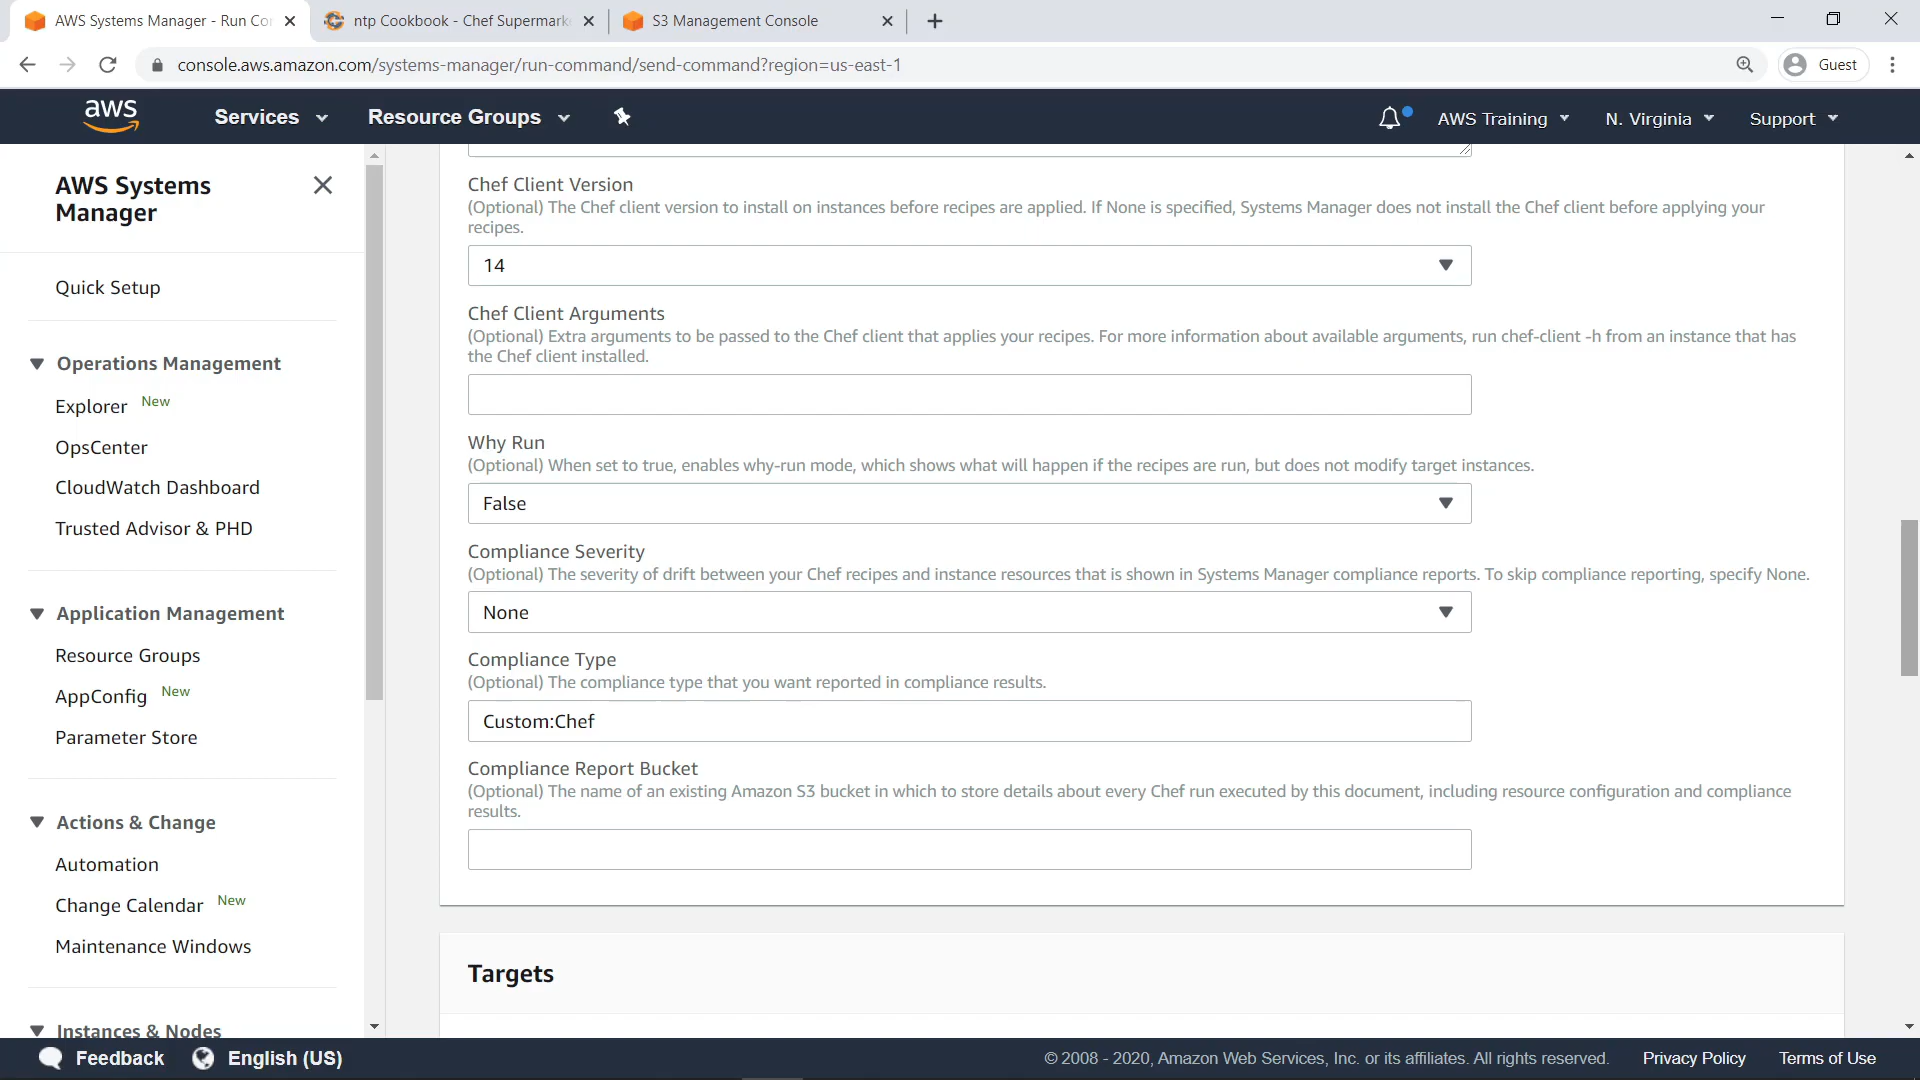 AWS Systems Manager - Run Co
ntp Cookbook - Chef Supermark
S3 Management Console
console.aws.amazon.com/systems-manager/run-command/send-command?region=us-east-1
Guest
aws
Services
Resource Groups
AWS Training
N. Virginia
Support
AWS Systems
Manager
Quick Setup
Operations Management
Explorer New
OpsCenter
CloudWatch Dashboard
Trusted Advisor & PHD
Application Management
Resource Groups
AppConfig New
Parameter Store
Actions & Change
Automation
Change Calendar New
Maintenance Windows
Instances & Nodes
Chef Client Version
(Optional) The Chef client version to install on instances before recipes are applied. If None is specified, Systems Manager does not install the Chef client before applying your
recipes.
14
Chef Client Arguments
(Optional) Extra arguments to be passed to the Chef client that applies your recipes. For more information about available arguments, run chef-client -h from an instance that has
the Chef client installed.
Why Run
(Optional) When set to true, enables why-run mode, which shows what will happen if the recipes are run, but does not modify target instances.
False
Compliance Severity
(Optional) The severity of drift between your Chef recipes and instance resources that is shown in Systems Manager compliance reports. To skip compliance reporting, specify None.
None
Compliance Type
(Optional) The compliance type that you want reported in compliance results.
Custom:Chef
Compliance Report Bucket
(Optional) The name of an existing Amazon S3 bucket in which to store details about every Chef run executed by this document, including resource configuration and compliance
results.
Targets
Feedback
English (US)
© 2008 - 2020, Amazon Web Services, Inc. or its affiliates. All rights reserved.
Privacy Policy
Terms of Use